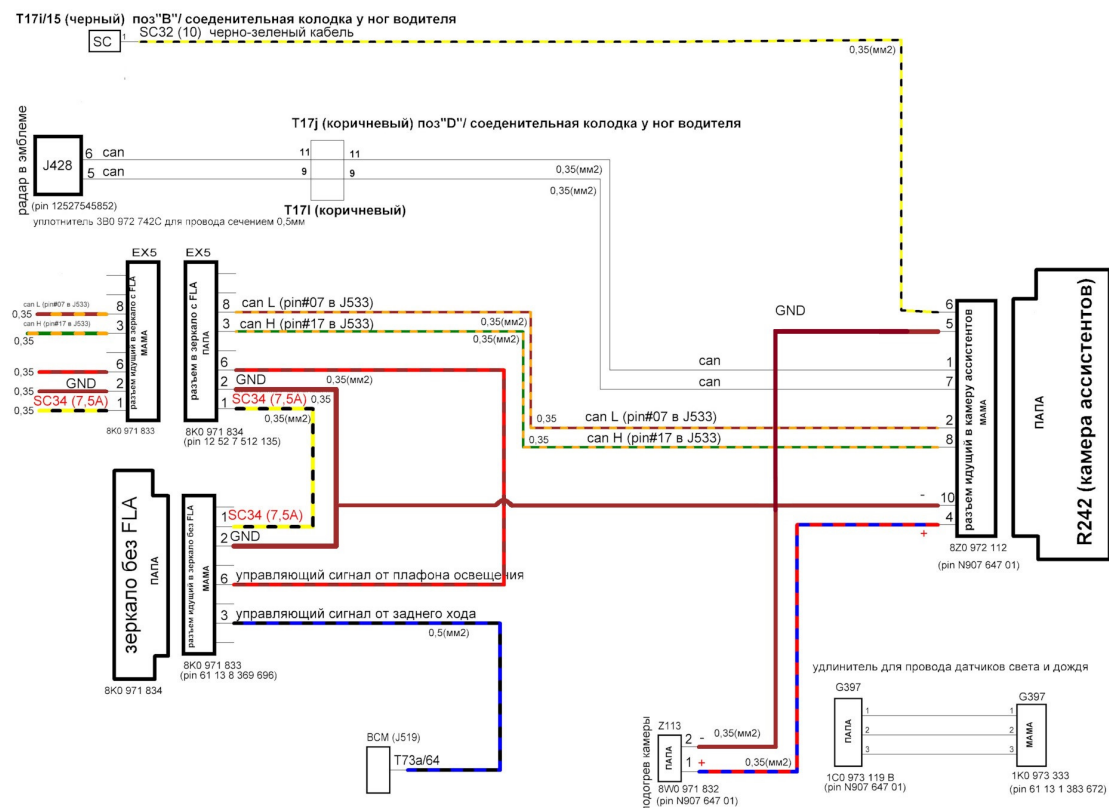 T17i/15 (черный) поз"В"/ соеденительная колодка у ног водителя
SC 1 SC32 (10) черно-зеленый кабель
0,35(мм2)
T17j (коричневый) поз"D"/ соеденительная колодка у ног водителя
радар в эмблеме
J428
6 can
5 can
11 11
9 9
0,35(мм2)
0,35(мм2)
(pin 12527545852)
T17I (коричневый)
уплотнитель 3B0 972 742C для провода сечением 0,5мм
EX5
EX5
can L (pin#07 в J533)
0,35
8
can H (pin#17 в J533)
0,35
3
0,35
6
GND
0,35
2
SC34 (7,5A)
0,35
1
разъем идущий в зеркало с FLA
МАМА
8K0 971 833
разъем в зеркало с FLA
ПАПА
8 can L (pin#07 в J533)
3 can H (pin#17 в J533)
0,35(мм2)
0,35(мм2)
6
2 GND
0,35(мм2)
0,35
1 SC34 (7,5A)
0,35(мм2)
8K0 971 834
(pin 12 52 7 512 135)
GND
6
5
can
1
can
7
0,35
can L (pin#07 в J533)
2
0,35
can H (pin#17 в J533)
8
-
10
4
+
разъем идущий в камеру ассистентов
МАМА
8Z0 972 112
(pin N907 647 01)
ПАПА
R242 (камера ассистентов)
зеркало без FLA
ПАПА
8K0 971 834
разъем идущий в зеркало без FLA
МАМА
1 SC34 (7,5A)
2 GND
6 управляющий сигнал от плафона освещения
3 управляющий сигнал от заднего хода
0,5(мм2)
8K0 971 833
(pin 61 13 8 369 696)
BCM (J519)
T73a/64
подогрев камеры
Z113
ПАПА
2 -
0,35(мм2)
1 +
0,35(мм2)
8W0 971 832
(pin N907 647 01)
удлинитель для провода датчиков света и дождя
G397
G397
ПАПА
1 1
2 2
3 3
МАМА
1C0 973 119 B
(pin N907 647 01)
1K0 973 333
(pin 61 13 1 383 672)